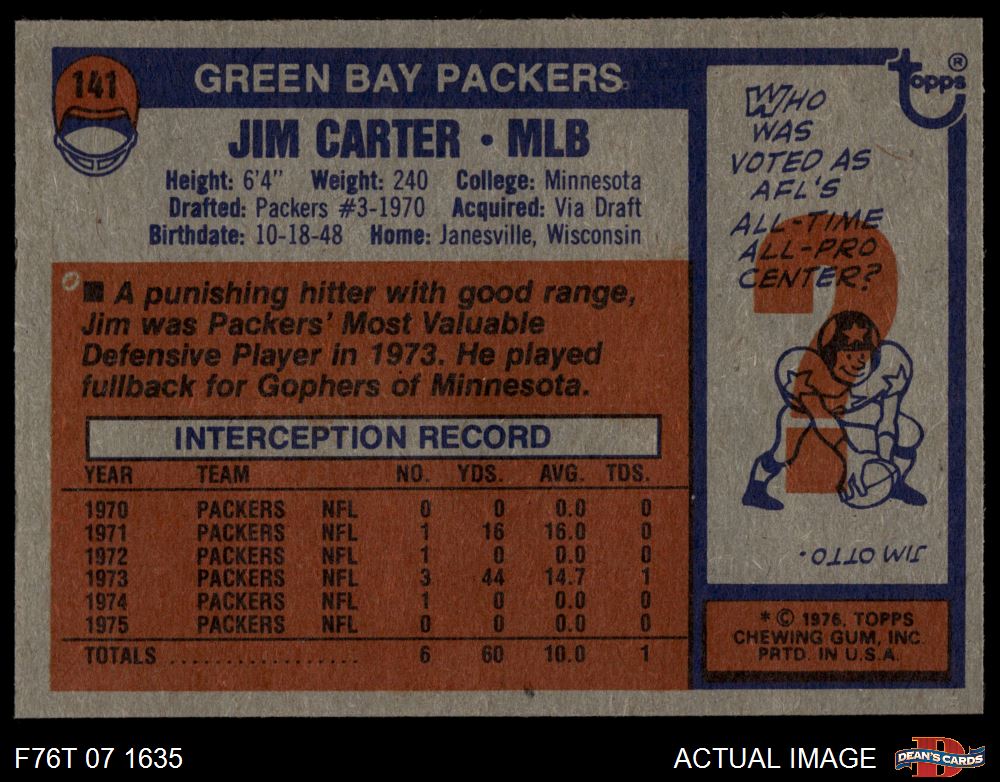 141
GREEN BAY PACKERS
JIM CARTER • MLB
Height: 6'4" Weight: 240 College: Minnesota
Drafted: Packers #3-1970 Acquired: Via Draft
Birthdate: 10-18-48 Home: Janesville, Wisconsin
■ A punishing hitter with good range,
Jim was Packers' Most Valuable
Defensive Player in 1973. He played
fullback for Gophers of Minnesota.
INTERCEPTION RECORD
YEAR TEAM NO. YDS. AVG. TDS.
1970 PACKERS NFL 0 0 0.0 0
1971 PACKERS NFL 1 16 16.0 0
1972 PACKERS NFL 1 0 0.0 0
1973 PACKERS NFL 3 44 14.7 1
1974 PACKERS NFL 1 0 0.0 0
1975 PACKERS NFL 0 0 0.0 0
TOTALS .................. 6 60 10.0 1
topps®
WHO
WAS
VOTED AS
AFL'S
ALL-TIME
ALL-PRO
CENTER?
?
JIM OTTO.
* © 1976, TOPPS
CHEWING GUM, INC.
PRTD. IN U.S.A.
F76T 07 1635
ACTUAL IMAGE
D
DEAN'S CARDS